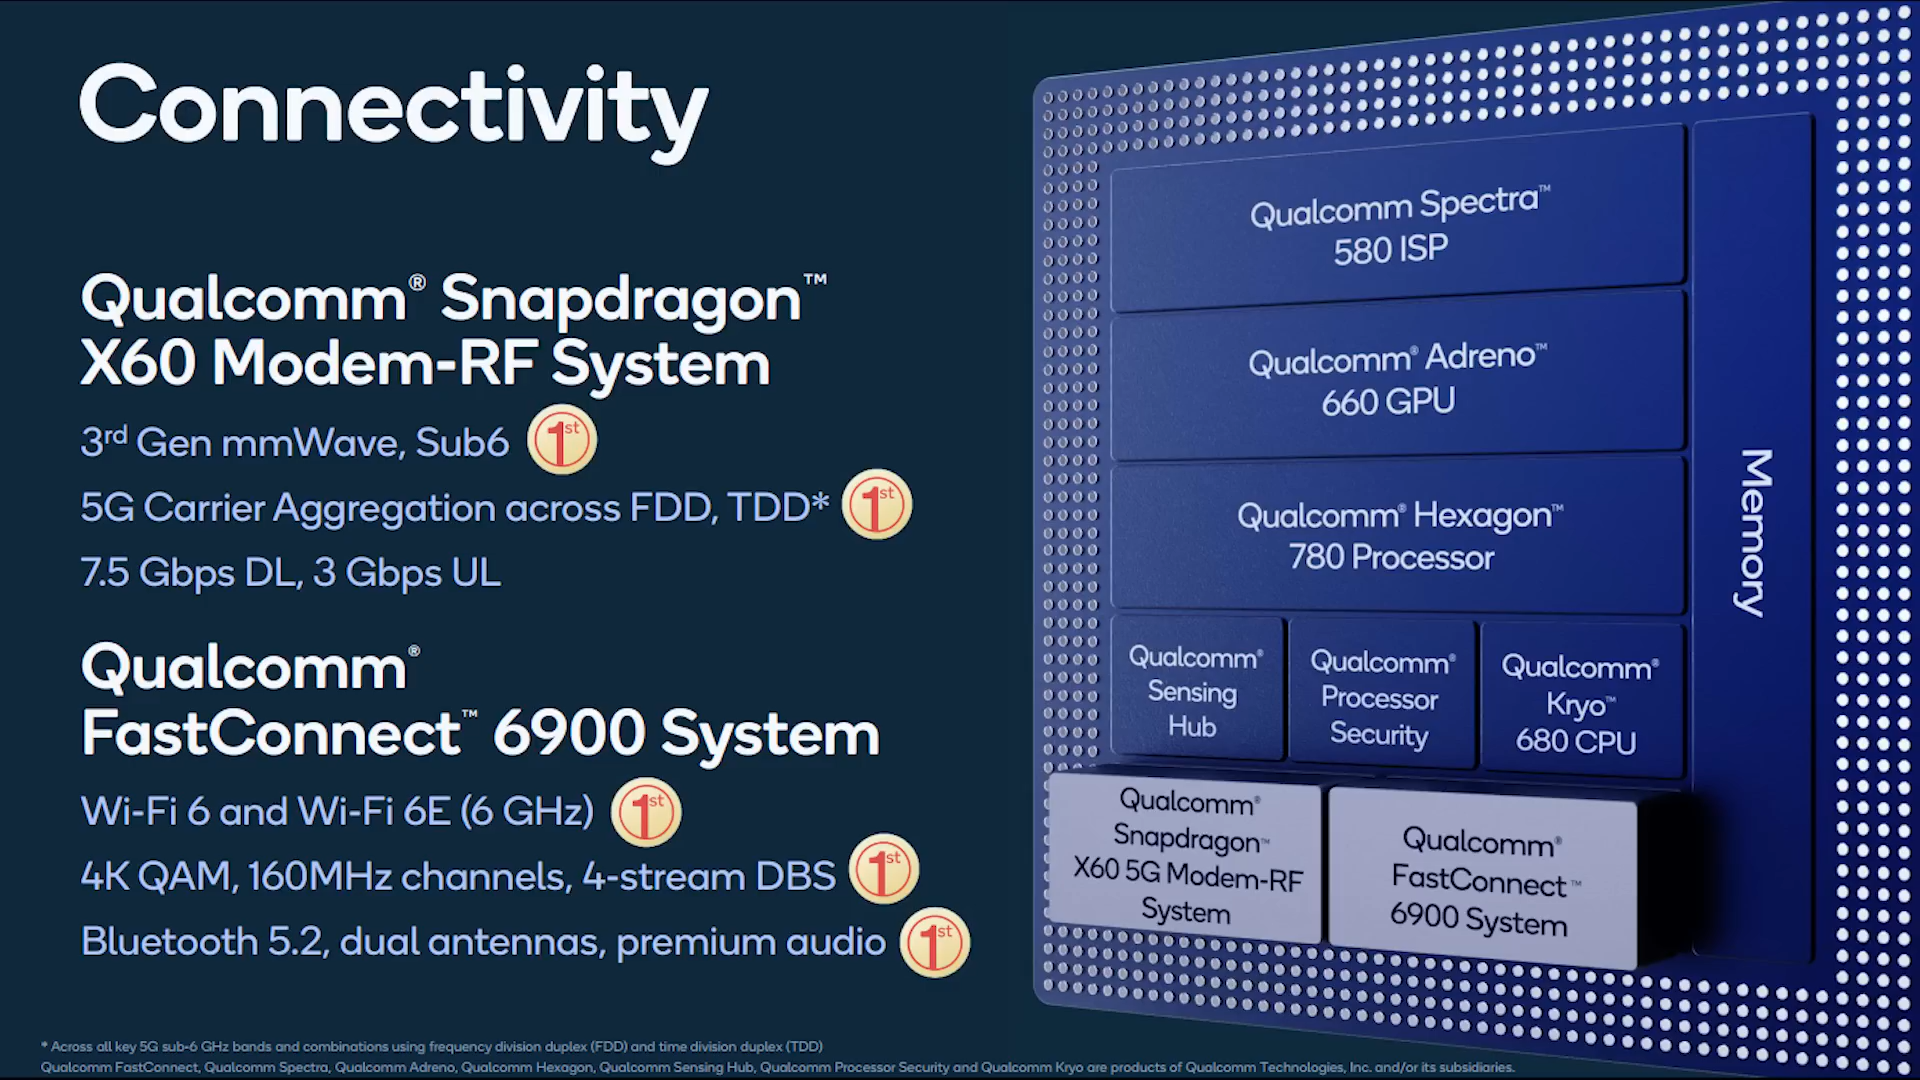 Connectivity
Qualcomm® Snapdragon™
X60 Modem-RF System
3rd Gen mmWave, Sub6 1st
5G Carrier Aggregation across FDD, TDD* 1st
7.5 Gbps DL, 3 Gbps UL
Qualcomm®
FastConnect™ 6900 System
Wi-Fi 6 and Wi-Fi 6E (6 GHz) 1st
4K QAM, 160MHz channels, 4-stream DBS 1st
Bluetooth 5.2, dual antennas, premium audio 1st
* Across all key 5G sub-6 GHz bands and combinations using frequency division duplex (FDD) and time division duplex (TDD)
Qualcomm FastConnect, Qualcomm Spectra, Qualcomm Adreno, Qualcomm Hexagon, Qualcomm Sensing Hub, Qualcomm Processor Security and Qualcomm Kryo are products of Qualcomm Technologies, Inc. and/or its subsidiaries.
Qualcomm Spectra™
580 ISP
Qualcomm® Adreno™
660 GPU
Qualcomm® Hexagon™
780 Processor
Qualcomm®
Sensing
Hub
Qualcomm®
Processor
Security
Qualcomm®
Kryo™
680 CPU
Qualcomm®
Snapdragon™
X60 5G Modem-RF
System
Qualcomm®
FastConnect™
6900 System
Memory